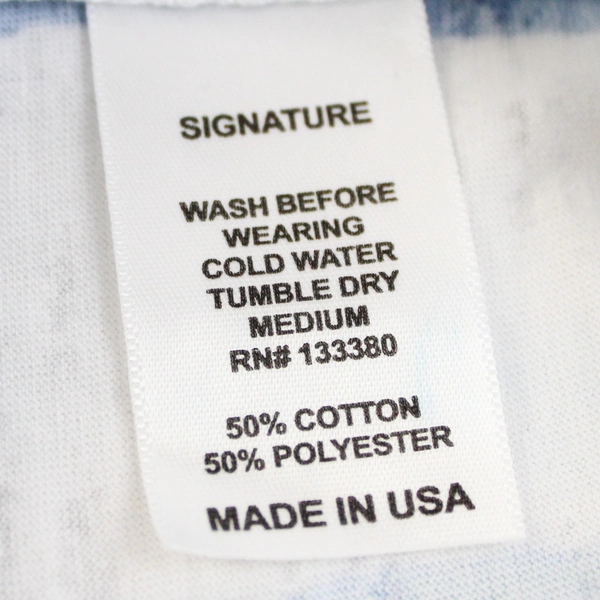 SIGNATURE
WASH BEFORE
WEARING
COLD WATER
TUMBLE DRY
MEDIUM
RN# 133380
50% COTTON
50% POLYESTER
MADE IN USA